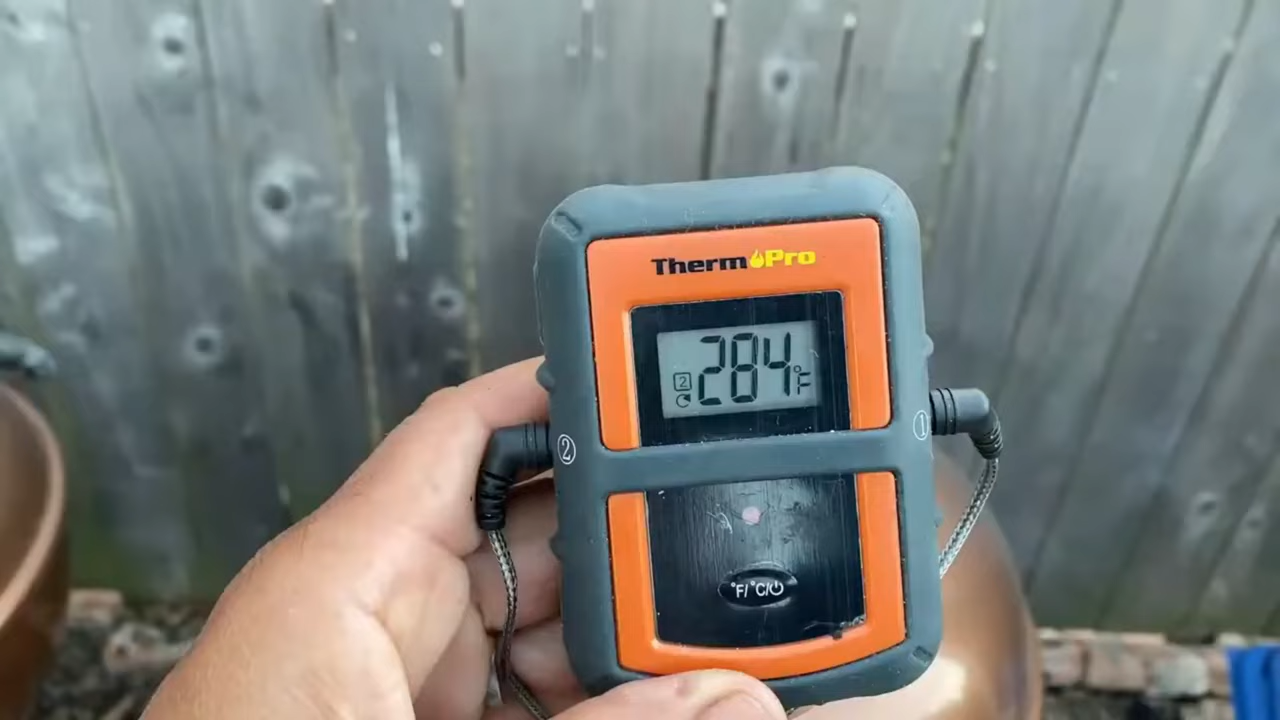 ThermoPro
284°F
2
②
①
°F/°C/⏻